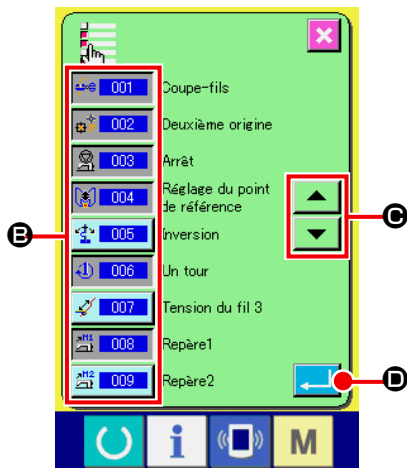 001 Coupe-fils
002 Deuxième origine
003 Arrêt
004 Réglage du point
de référence
B
005 Inversion
C
006 Un tour
007 Tension du fil 3
008 Repère1
009 Repère2
D
i
M